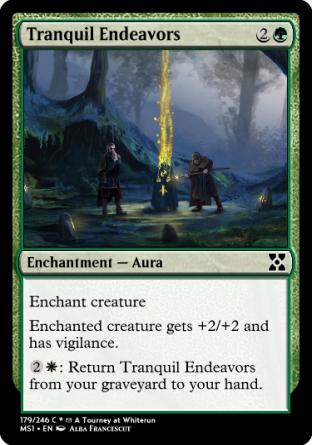 Tranquil Endeavors 2
Enchantment — Aura
Enchant creature
Enchanted creature gets +2/+2 and
has vigilance.
2 : Return Tranquil Endeavors
from your graveyard to your hand.
179/246 C * A Tourney at Whiterun
MS1 • EN Alba Francescut